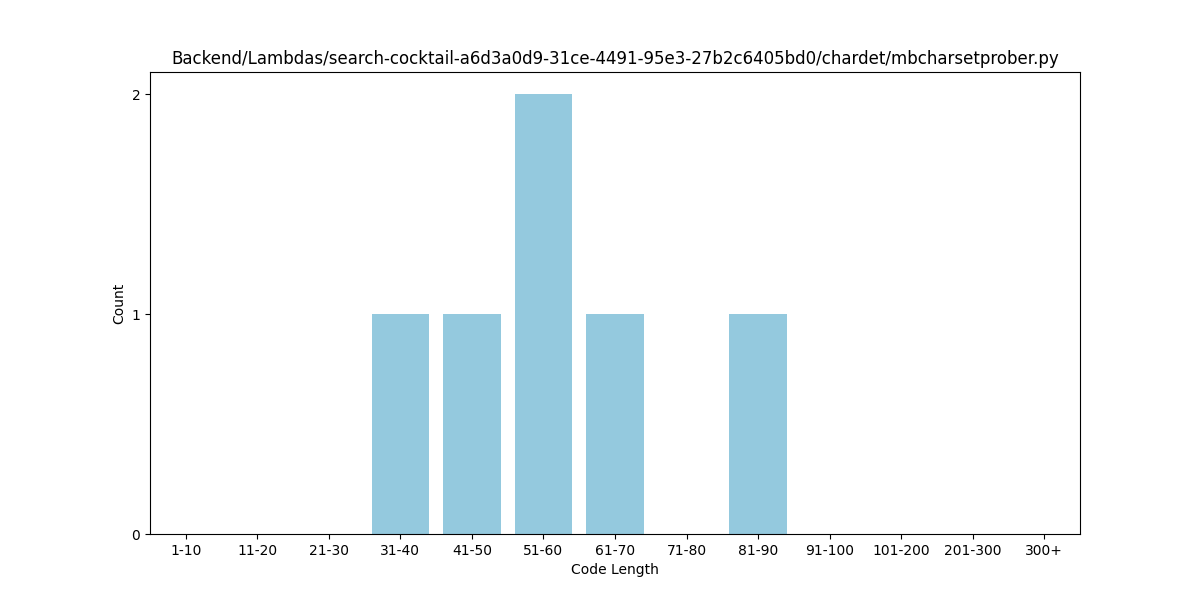 Backend/Lambdas/search-cocktail-a6d3a0d9-31ce-4491-95e3-27b2c6405bd0/chardet/mbcharsetprober.py
2
1
0
Count
1-10 11-20 21-30 31-40 41-50 51-60 61-70 71-80 81-90 91-100 101-200 201-300 300+
Code Length